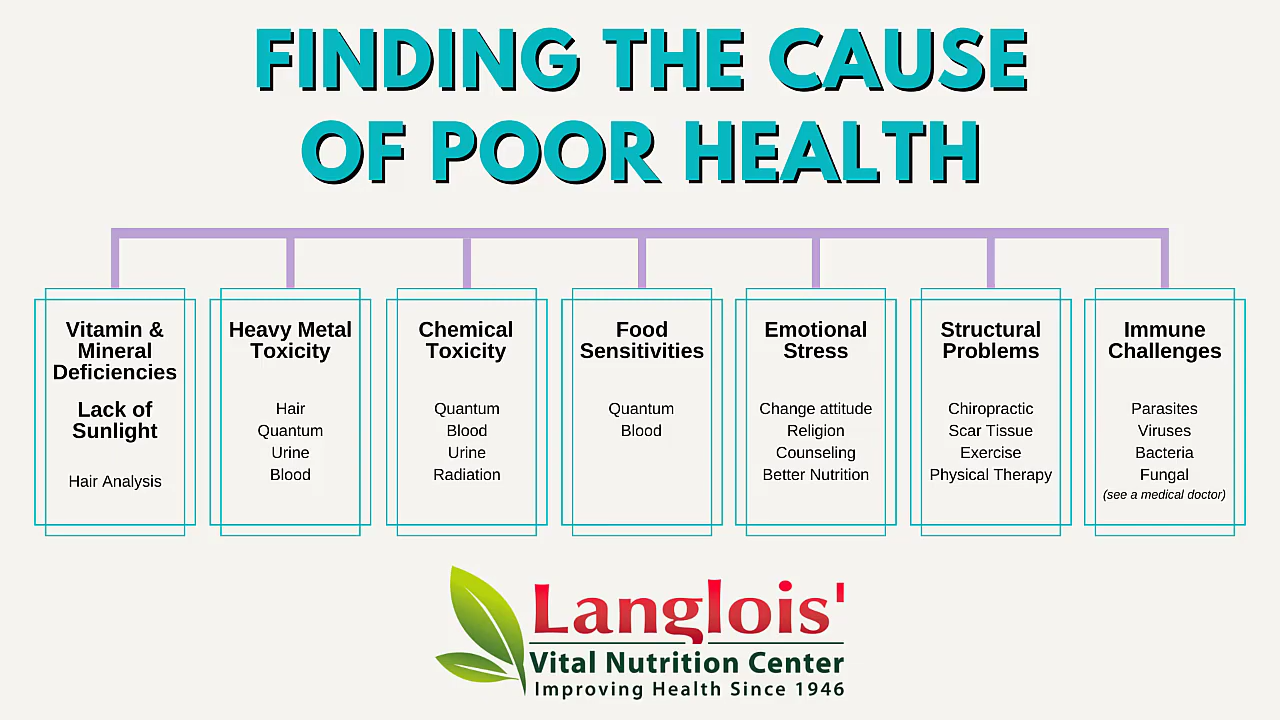 FINDING THE CAUSE
OF POOR HEALTH
Vitamin &
Mineral
Deficiencies
Lack of
Sunlight
Hair Analysis
Heavy Metal
Toxicity
Hair
Quantum
Urine
Blood
Chemical
Toxicity
Quantum
Blood
Urine
Radiation
Food
Sensitivities
Quantum
Blood
Emotional
Stress
Change attitude
Religion
Counseling
Better Nutrition
Structural
Problems
Chiropractic
Scar Tissue
Exercise
Physical Therapy
Immune
Challenges
Parasites
Viruses
Bacteria
Fungal
(see a medical doctor)
Langlois'
Vital Nutrition Center
Improving Health Since 1946